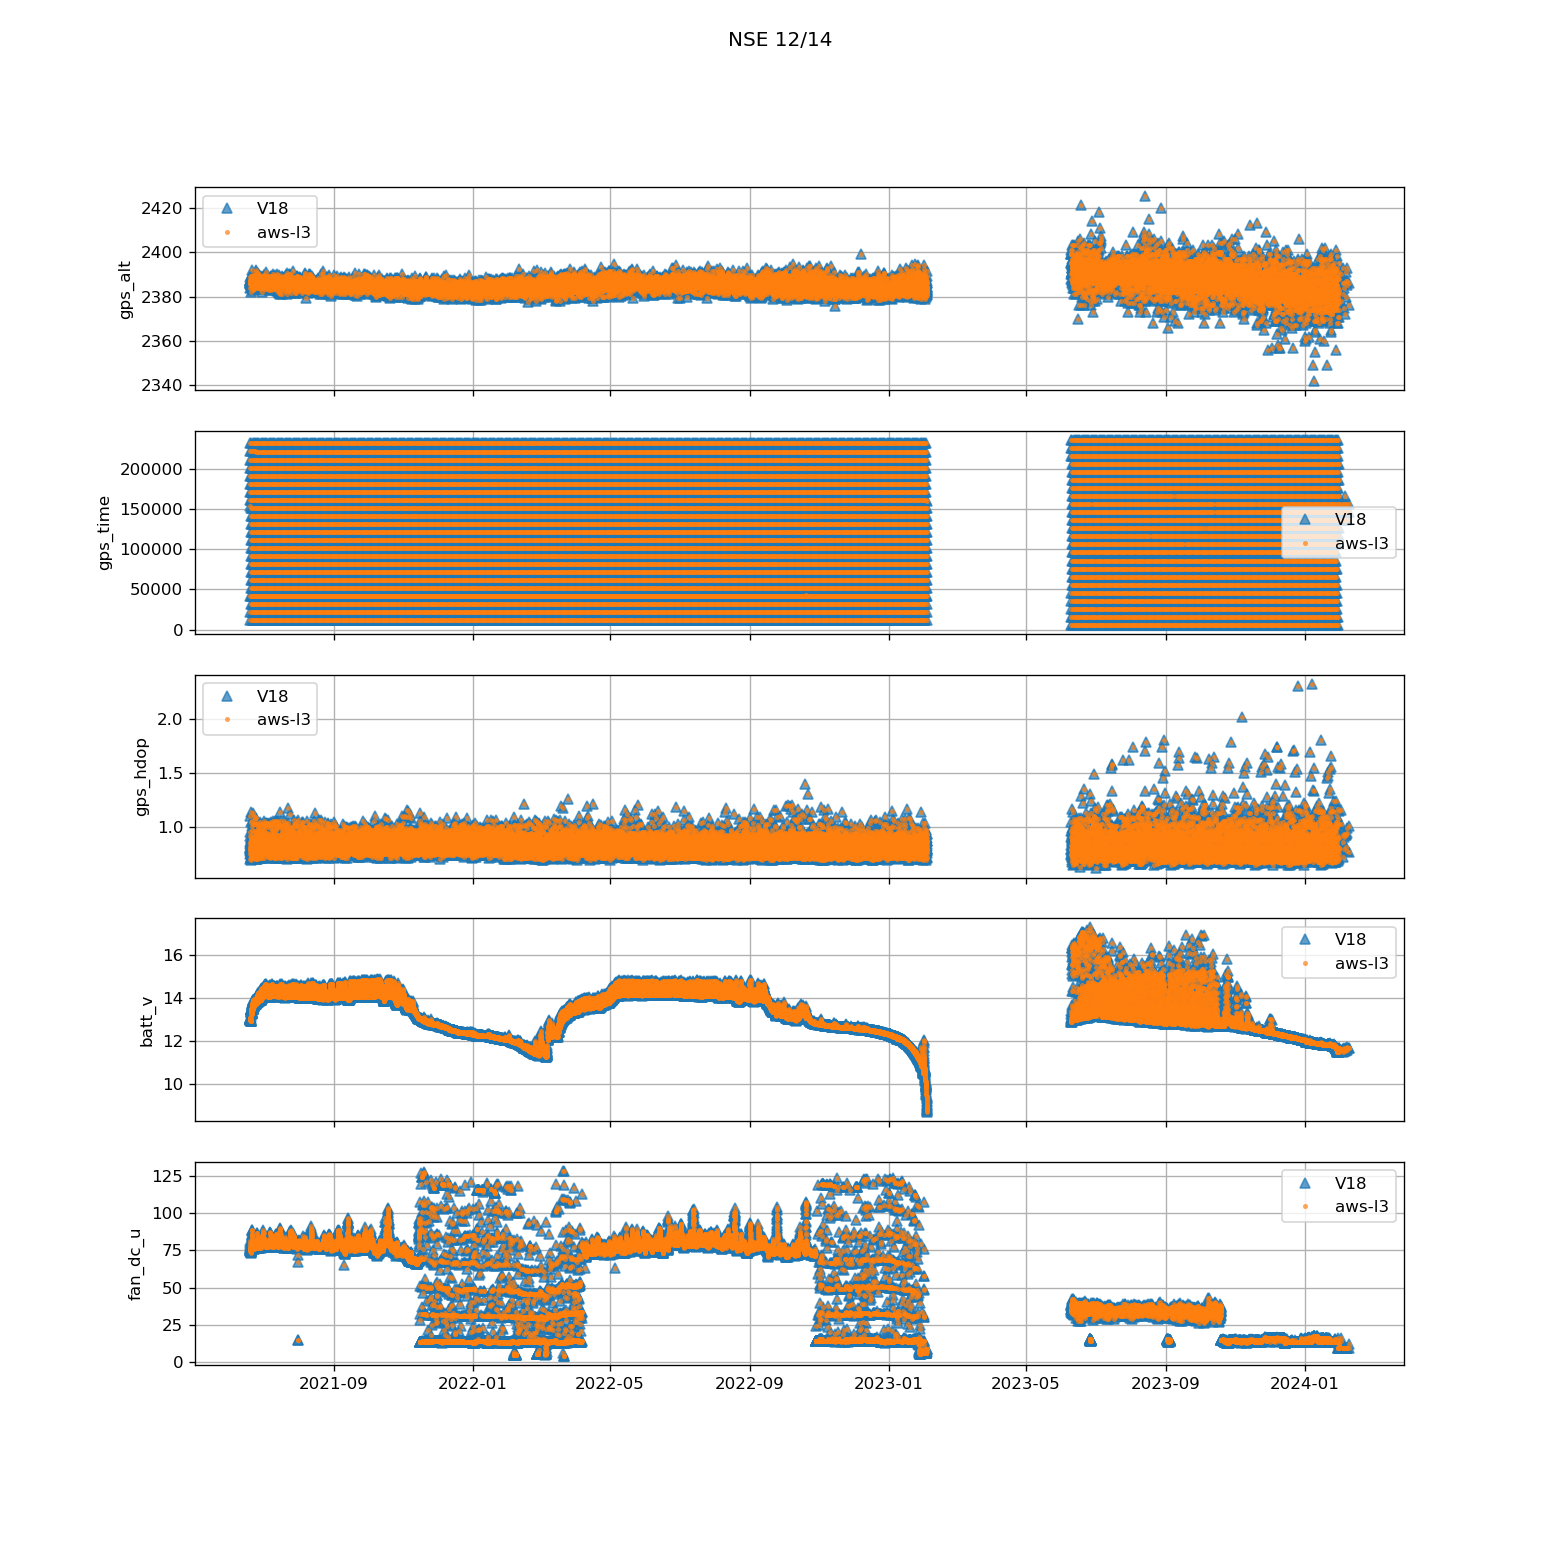 NSE 12/14
2420
2400
2380
2360
2340
gps_alt
V18
aws-l3
200000
150000
100000
50000
0
gps_time
V18
aws-l3
2.0
1.5
1.0
gps_hdop
V18
aws-l3
16
14
12
10
batt_v
V18
aws-l3
125
100
75
50
25
0
fan_dc_u
V18
aws-l3
2021-09 2022-01 2022-05 2022-09 2023-01 2023-05 2023-09 2024-01